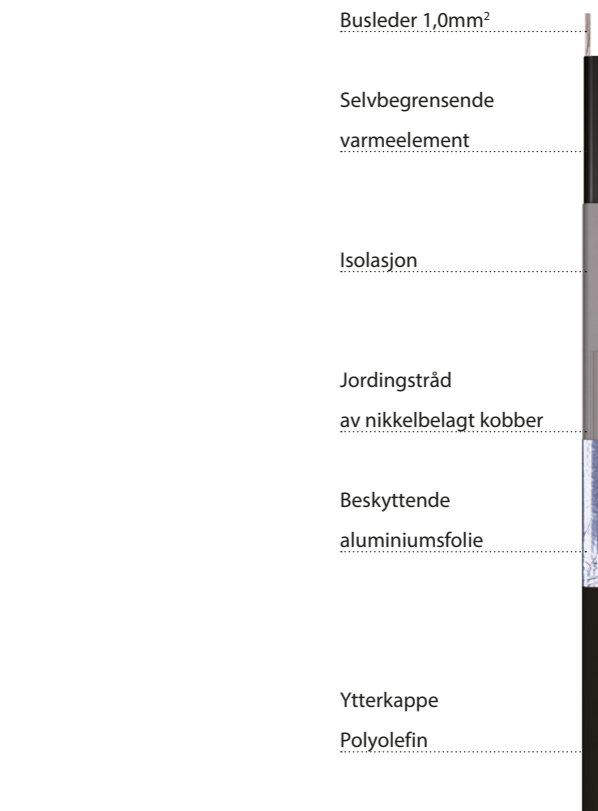 Busleder 1,0mm²
Selvbegrensende
varmeelement
Isolasjon
Jordingstråd
av nikkelbelagt kobber
Beskyttende
aluminiumsfolie
Ytterkappe
Polyolefin